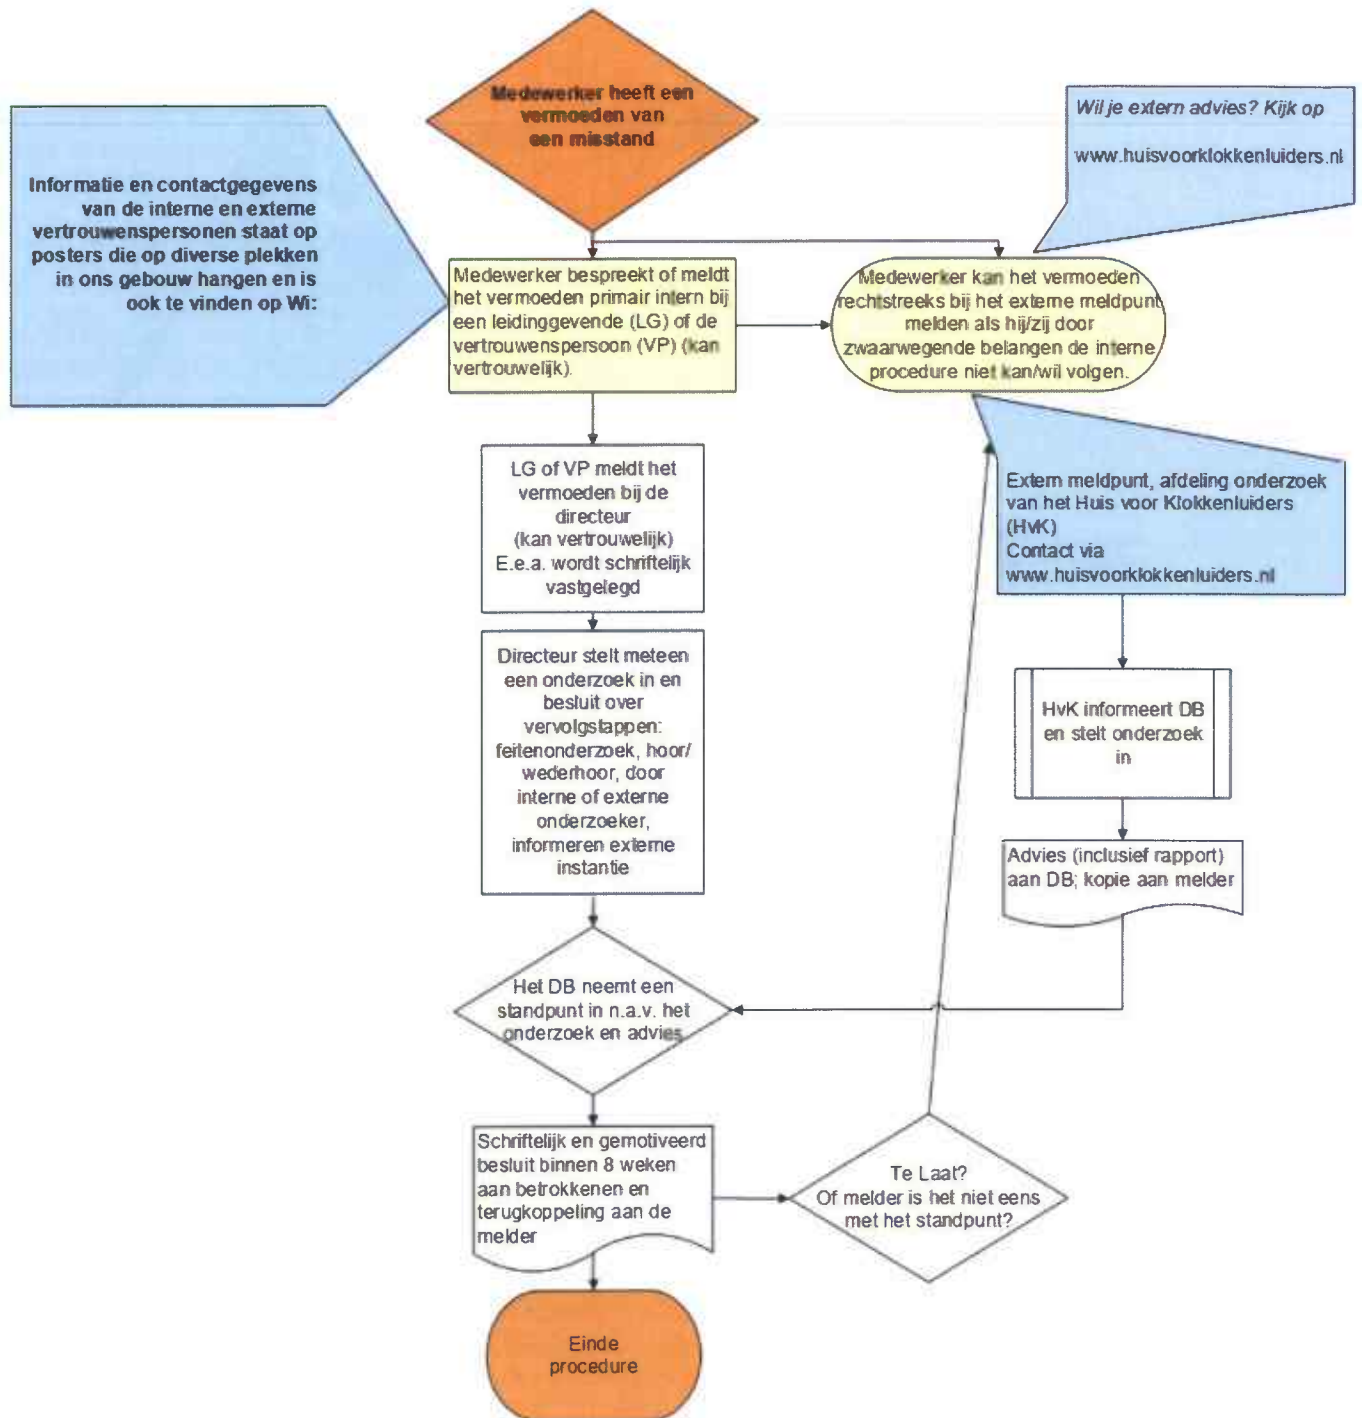 Medewerker heeft een
vermoeden van
een misstand
Wil je extern advies? Kijk op
www.huisvoorklokkenluiders.nl
Informatie en contactgegevens
van de interne en externe
vertrouwenspersonen staat op
posters die op diverse plekken
in ons gebouw hangen en is
ook te vinden op Wi:
Medewerker bespreekt of meldt
het vermoeden primair intern bij
een leidinggevende (LG) of de
vertrouwenspersoon (VP) (kan
vertrouwelijk).
Medewerker kan het vermoeden
rechtstreeks bij het externe meldpunt
melden als hij/zij door
zwaarwegende belangen de interne
procedure niet kan/wil volgen.
LG of VP meldt het
vermoeden bij de
directeur
(kan vertrouwelijk)
E.e.a. wordt schriftelijk
vastgelegd
Extern meldpunt, afdeling onderzoek
van het Huis voor Klokkenluiders
(HvK)
Contact via
www.huisvoorklokkenluiders.nl
Directeur stelt meteen
een onderzoek in en
besluit over
vervolgstappen:
feitenonderzoek, hoor/
wederhoor, door
interne of externe
onderzoeker,
informeren externe
instantie
HvK informeert DB
en stelt onderzoek
in
Advies (inclusief rapport)
aan DB; kopie aan melder
Het DB neemt een
standpunt in n.a.v. het
onderzoek en advies
Schriftelijk en gemotiveerd
besluit binnen 8 weken
aan betrokkenen en
terugkoppeling aan de
melder
Te Laat?
Of melder is het niet eens
met het standpunt?
Einde
procedure